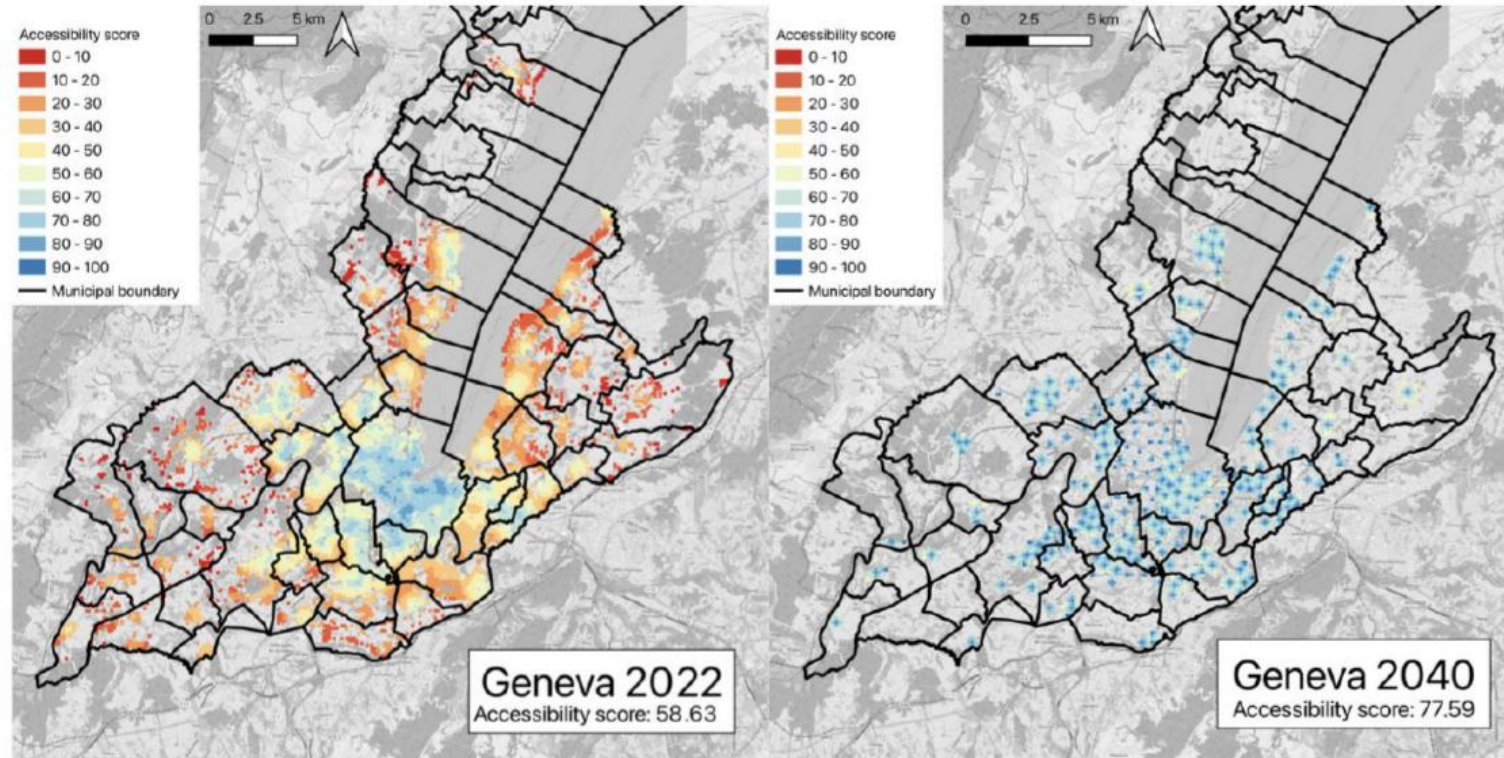 0 2.5 5 km
Accessibility score
0 - 10
10 - 20
20 - 30
30 - 40
40 - 50
50 - 60
60 - 70
70 - 80
80 - 90
90 - 100
Municipal boundary
Geneva 2022
Accessibility score: 58.63
0 2.5 5 km
Accessibility score
0 - 10
10 - 20
20 - 30
30 - 40
40 - 50
50 - 60
60 - 70
70 - 80
80 - 90
90 - 100
Municipal boundary
Geneva 2040
Accessibility score: 77.59